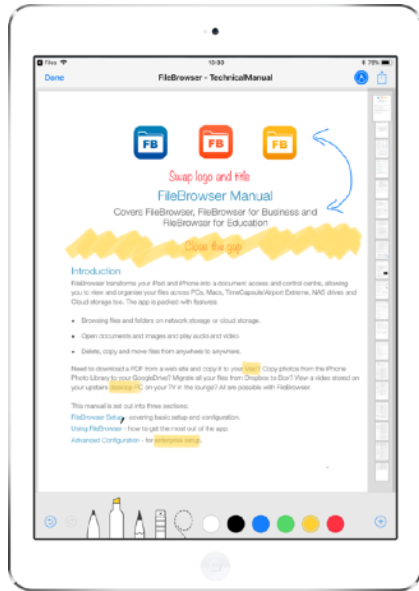 Files 10:00 78%
Done FileBrowser - TechnicalManual
FB FB FB
Swap logo and title
FileBrowser Manual
Covers FileBrowser, FileBrowser for Business and
FileBrowser for Education
Close the gap
Introduction
FileBrowser transforms your iPad and iPhone into a document access and control centre, allowing
you to view and organise your files across PCs, Macs, TimeCapsule/Airport Extreme, NAS drives and
Cloud storage too. The app is packed with features.
• Browsing files and folders on network storage or cloud storage.
• Open documents and images and play audio and video.
• Delete, copy and move files from anywhere to anywhere.
Need to download a PDF from a web site and copy it to your Mac? Copy photos from the iPhone
Photo Library to your GoogleDrive? Migrate all your files from Dropbox to Box? View a video stored on
your upstairs desktop PC on your TV in the lounge? All are possible with FileBrowser.
This manual is set out into three sections:
FileBrowser Setup - covering basic setup and configuration.
Using FileBrowser - how to get the most out of the app.
Advanced Configuration - for enterprise setup.